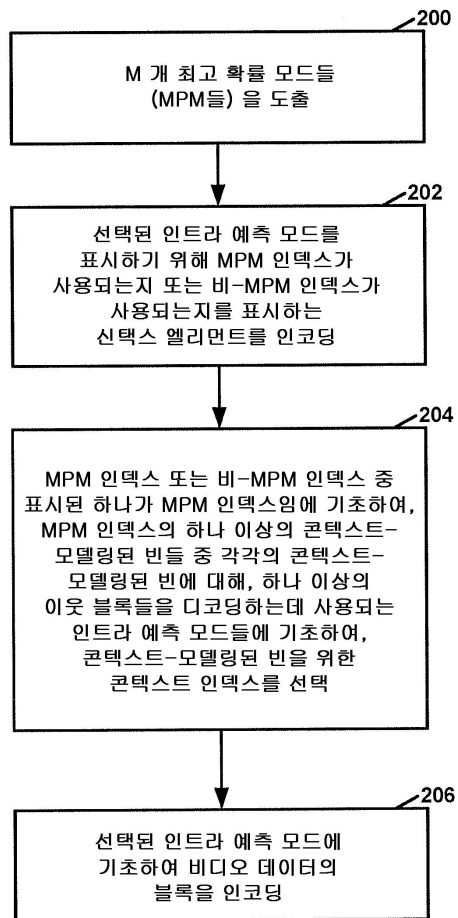 200
M 개 최고 확률 모드들
(MPM들) 을 도출
202
선택된 인트라 예측 모드를
표시하기 위해 MPM 인덱스가
사용되는지 또는 비-MPM 인덱스가
사용되는지를 표시하는
신택스 엘리먼트를 인코딩
204
MPM 인덱스 또는 비-MPM 인덱스 중
표시된 하나가 MPM 인덱스임에 기초하여,
MPM 인덱스의 하나 이상의 콘텍스트-
모델링된 빈들 중 각각의 콘텍스트-
모델링된 빈에 대해, 하나 이상의
이웃 블록들을 디코딩하는데 사용되는
인트라 예측 모드들에 기초하여,
콘텍스트-모델링된 빈을 위한
콘텍스트 인덱스를 선택
206
선택된 인트라 예측 모드에
기초하여 비디오 데이터의
블록을 인코딩